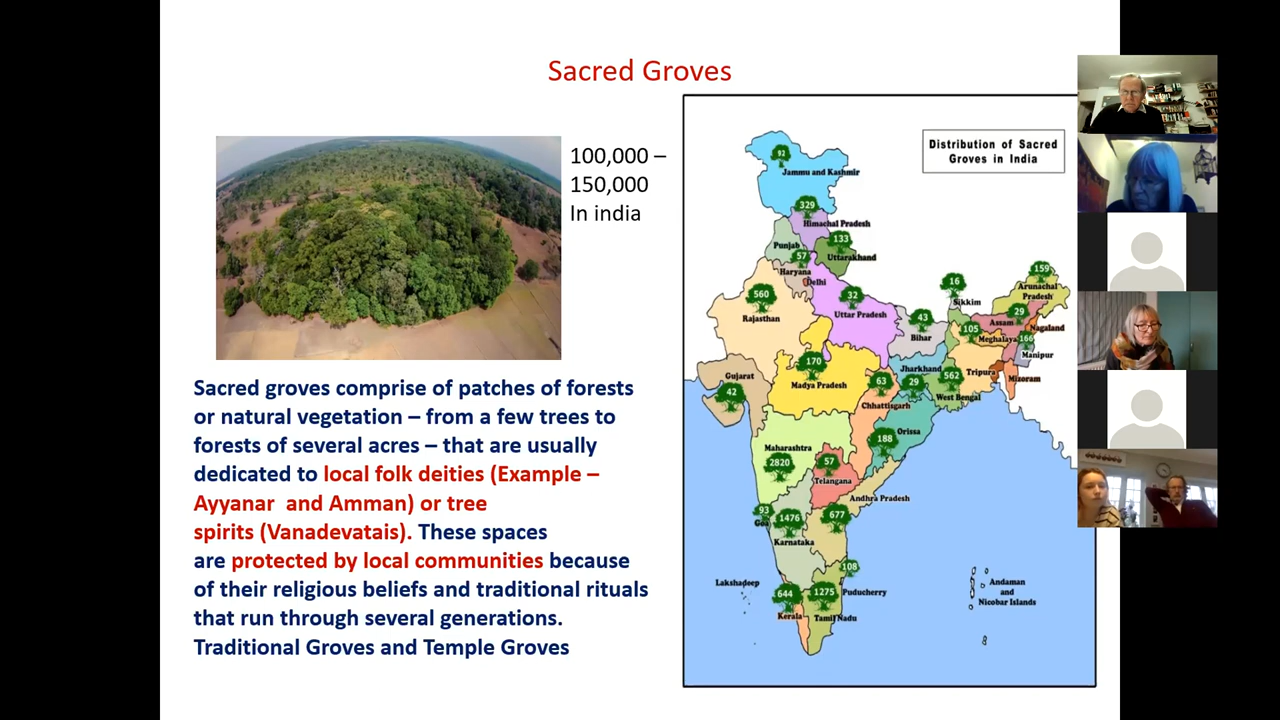 Sacred Groves
100,000 –
150,000
In india
Sacred groves comprise of patches of forests
or natural vegetation – from a few trees to
forests of several acres – that are usually
dedicated to local folk deities (Example –
Ayyanar  and Amman) or tree
spirits (Vanadevatais). These spaces
are protected by local communities because
of their religious beliefs and traditional rituals
that run through several generations.
Traditional Groves and Temple Groves
Distribution of Sacred
Groves in India
92
Jammu and Kashmir
329
Himachal Pradesh
Punjab
133
Uttarakhand
57
Haryana
Delhi
560
Rajasthan
32
Uttar Pradesh
16
Sikkim
159
Arunachal
Pradesh
43
Bihar
29
Assam
Nagaland
105
Meghalaya
166
Manipur
Tripura
Mizoram
Gujarat
42
170
Madya Pradesh
63
Chhattisgarh
Jharkhand
29
562
West Bengal
188
Orissa
Maharashtra
2820
57
Telangana
Andhra Pradesh
677
93
Goa
1476
Karnataka
108
Puducherry
Lakshadeep
644
Kerala
1275
Tamil Nadu
Andaman
and
Nicobar Islands